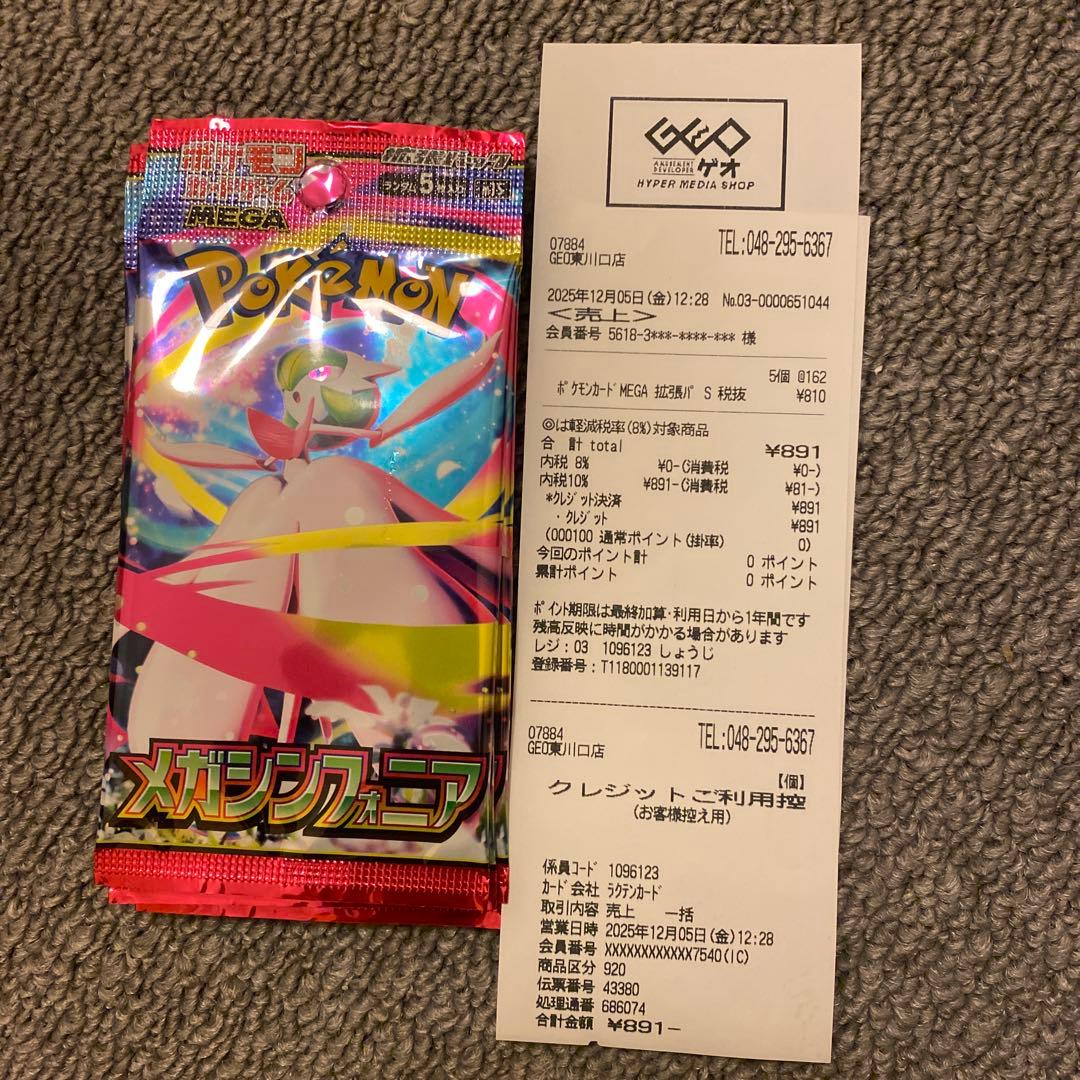 ポケモン
カードゲーム
MEGA
拡張パック
ランダム5枚入り
M1S
POKéMON
メガシンフォニア
GEO
AMUSEMENT
DEVELOPER
ゲオ
HYPER MEDIA SHOP
07884 TEL:048-295-6367
GEO東川口店
2025年12月05日(金)12:28 No.03-0000651044
<売上>
会員番号 5618-3***-****-*** 様
5個 @162
ポケモンカードMEGA 拡張パ S 税抜 ¥810
◎は軽減税率(8%)対象商品
合 計 total ¥891
内税 8% ¥0-(消費税 ¥0-)
内税10% ¥891-(消費税 ¥81-)
*クレジット決済 ¥891
・クレジット ¥891
(000100 通常ポイント(掛率) 0)
今回のポイント計 0 ポイント
累計ポイント 0 ポイント
ポイント期限は最終加算・利用日から1年間です
残高反映に時間がかかる場合があります
レジ:03 1096123 しょうじ
登録番号:T1180001139117
07884 TEL:048-295-6367
GEO東川口店
【個】
クレジットご利用控
(お客様控え用)
係員コード 1096123
カード会社 ラクテンカード
取引内容 売上 一括
営業日時 2025年12月05日(金)12:28
会員番号 XXXXXXXXXXXX7540(IC)
商品区分 920
伝票番号 43380
処理通番 686074
合計金額 ¥891-